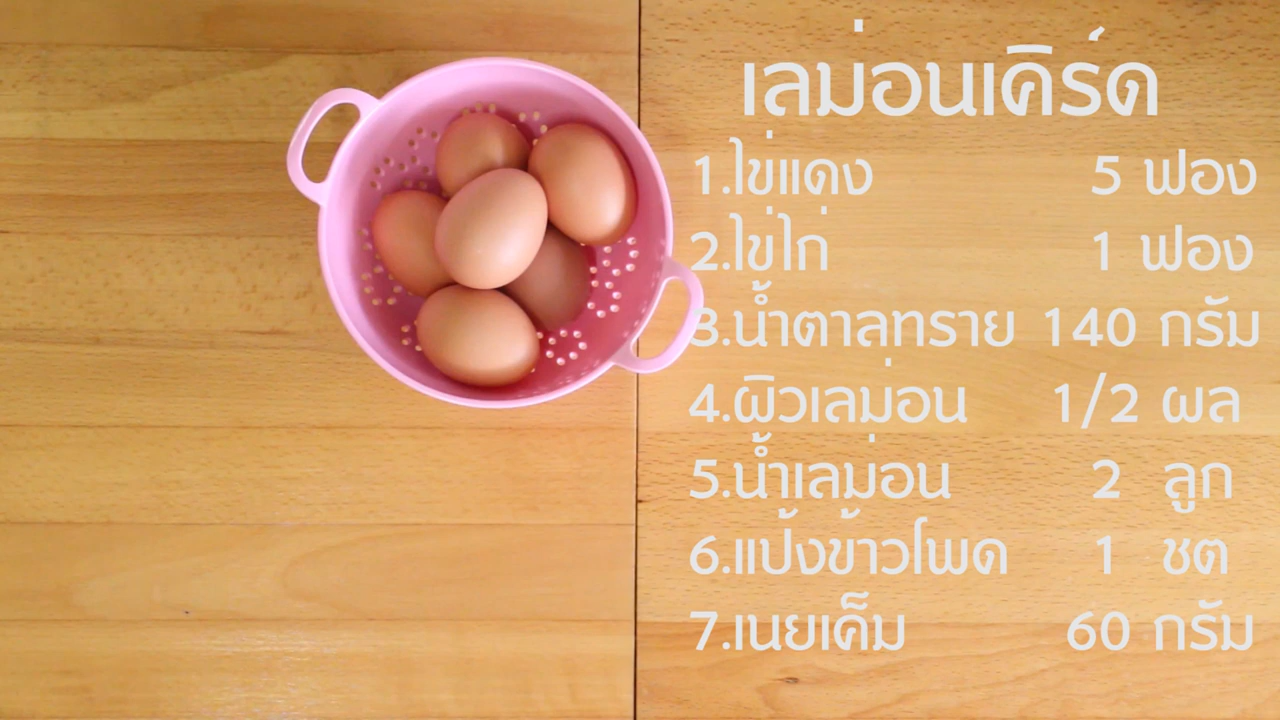 เลม่อนเคิร์ด
1.ไข่แดง 5 ฟอง
2.ไข่ไก่ 1 ฟอง
3.น้ำตาลทราย 140 กรัม
4.ผิวเลม่อน 1/2 ผล
5.น้ำเลม่อน 2 ลูก
6.แป้งข้าวโพด 1 ชต
7.เนยเค็ม 60 กรัม